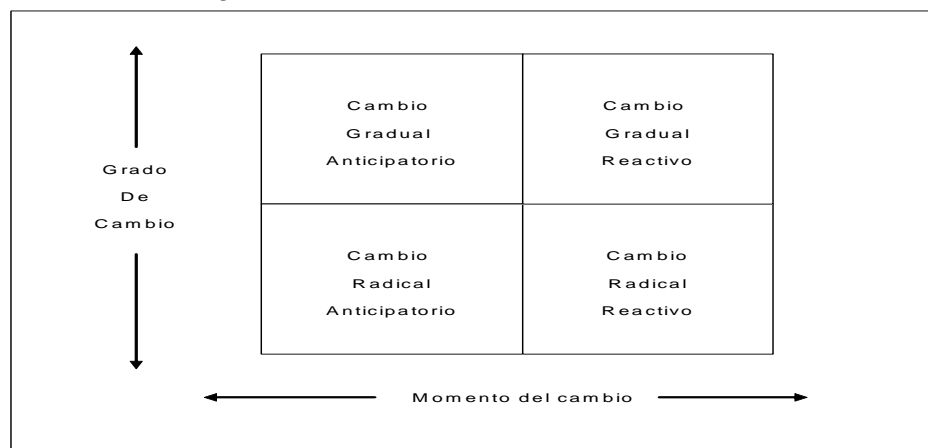 Cambio
Gradual
Anticipatorio
Cambio
Gradual
Reactivo
Grado
De
Cambio
Cambio
Radical
Anticipatorio
Cambio
Radical
Reactivo
Momento del cambio